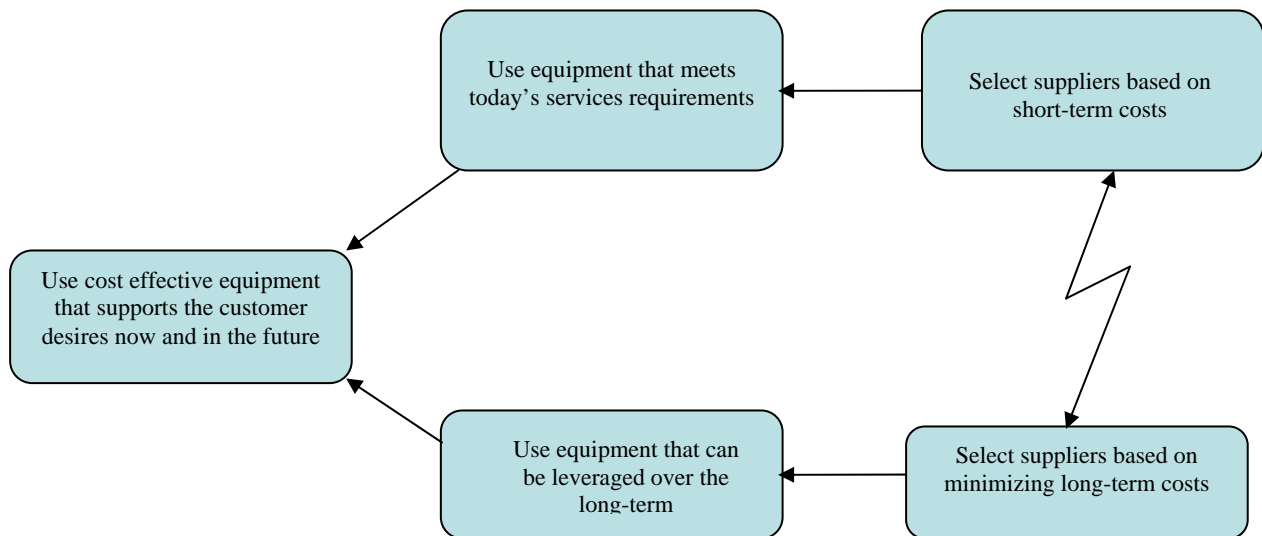 Use equipment that meets
today’s services requirements
Select suppliers based on
short-term costs
Use cost effective equipment
that supports the customer
desires now and in the future
Use equipment that can
be leveraged over the
long-term
Select suppliers based on
minimizing long-term costs